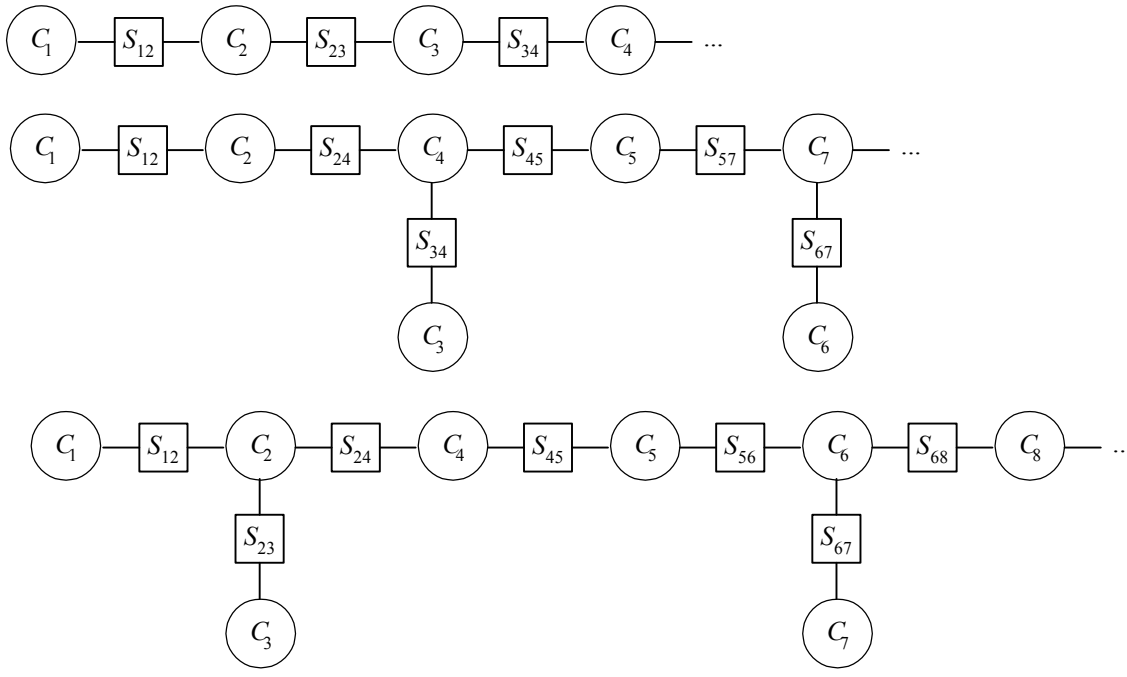 C1 S12 C2 S23 C3 S34 C4 ...
C1 S12 C2 S24 C4 S45 C5 S57 C7 ...
S34 S67
C3 C6
C1 S12 C2 S24 C4 S45 C5 S56 C6 S68 C8 ..
S23 S67
C3 C7